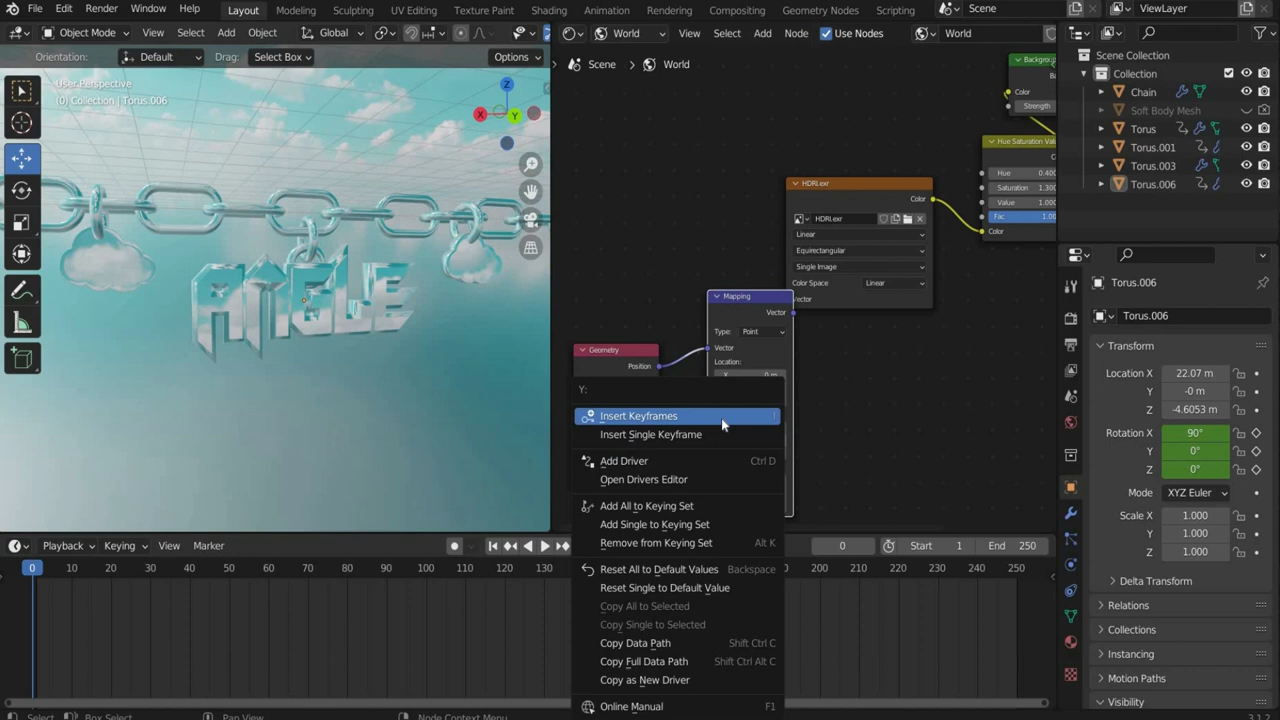 File Edit Render Window Help Layout Modeling Sculpting UV Editing Texture Paint Shading Animation Rendering Compositing Geometry Nodes Scripting Scene ViewLayer
Object Mode View Select Add Object Global
World View Select Add Node Use Nodes World
Orientation: Default Drag: Select Box Options
Scene > World
User Perspective
(0) Collection | Torus.006
Z
X
Y
ANGLE
Color
Strength
HDRI.exr
Color
HDRI.exr
Linear
Equirectangular
Single Image
Color Space Linear
Vector
Hue Saturation Val
Hue 0.400
Saturation 1.300
Value
Fac
Color
Mapping
Vector
Type: Point
Vector
Location:
Geometry
Position
Y:
Insert Keyframes I
Insert Single Keyframe
Add Driver Ctrl D
Open Drivers Editor
Add All to Keying Set
Add Single to Keying Set
Remove from Keying Set Alt K
Reset All to Default Values Backspace
Reset Single to Default Value
Copy All to Selected
Copy Single to Selected
Copy Data Path Shift Ctrl C
Copy Full Data Path Shift Ctrl Alt C
Copy as New Driver
Online Manual F1
Scene Collection
Collection
Chain
Soft Body Mesh
Torus
Torus.001
Torus.003
Torus.006
Torus.006
Torus.006
Transform
Location X 22.07 m
Y -0 m
Z -4.6053 m
Rotation X 90°
Y 0°
Z 0°
Mode XYZ Euler
Scale X 1.000
Y 1.000
Z 1.000
Delta Transform
Relations
Collections
Instancing
Motion Paths
Visibility
Playback Keying View Marker 0 Start 1 End 250
0 10 20 30 40 50 60 70 80 90 100 110 120 130 190 200 210 220 230 240 250
Select Box Select Pan View Node Context Menu